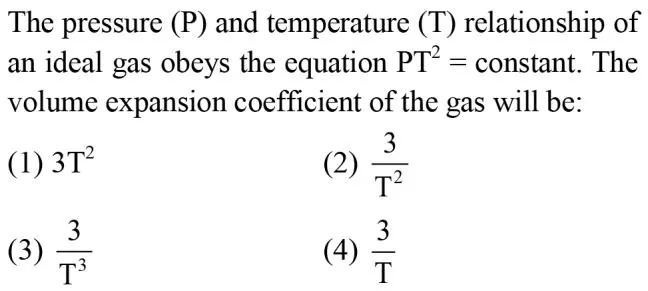 The pressure (P) and temperature (T) relationship of
an ideal gas obeys the equation PT² = constant. The
volume expansion coefficient of the gas will be:
(1) 3T² (2) 3/T²
(3) 3/T³ (4) 3/T